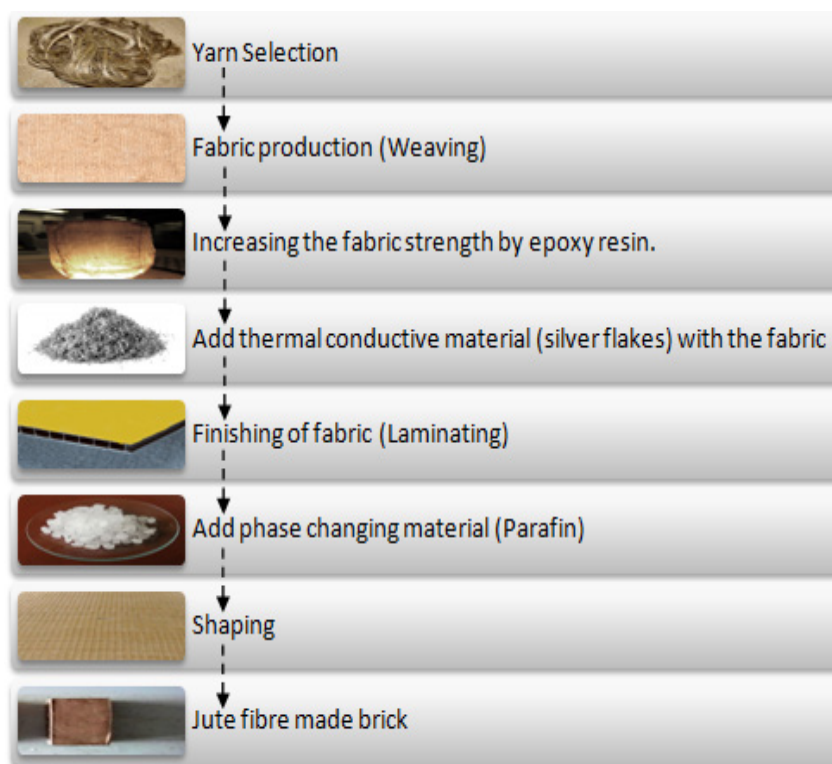 Yarn Selection
Fabric production (Weaving)
Increasing the fabric strength by epoxy resin.
Add thermal conductive material (silver flakes) with the fabric
Finishing of fabric (Laminating)
Add phase changing material (Parafin)
Shaping
Jute fibre made brick